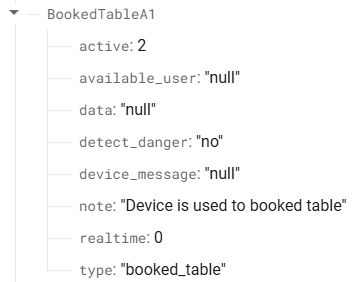 BookedTableA1
active: 2
available_user: "null"
data: "null"
detect_danger: "no"
device_message: "null"
note: "Device is used to booked table"
realtime: 0
type: "booked_table"